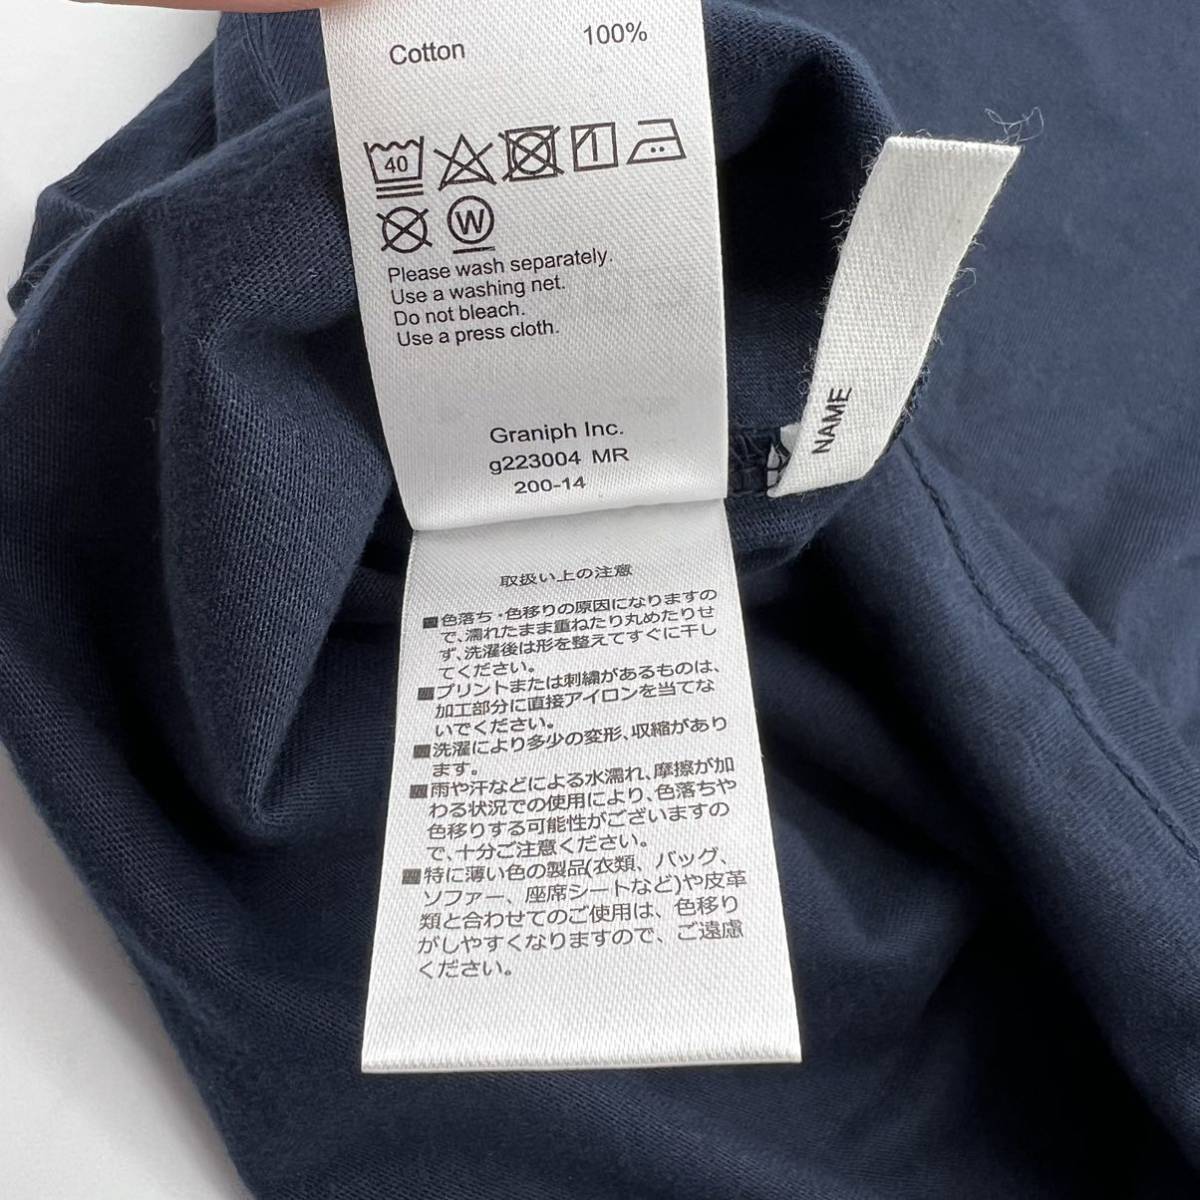 Cotton 100%
40
W
Please wash separately.
Use a washing net.
Do not bleach.
Use a press cloth.
Graniph Inc.
g223004 MR
200-14
NAME
取扱い上の注意
■色落ち・色移りの原因になりますの
で、濡れたまま重ねたり丸めたりせ
ず、洗濯後は形を整えてすぐに干し
てください。
■プリントまたは刺繍があるものは、
加工部分に直接アイロンを当てな
いでください。
■洗濯により多少の変形、収縮があり
ます。
■雨や汗などによる水濡れ、摩擦が加
わる状況での使用により、色落ちや
色移りする可能性がございますの
で、十分ご注意ください。
■特に薄い色の製品(衣類、バッグ、
ソファー、座席シートなど)や皮革
類と合わせてのご使用は、色移り
がしやすくなりますので、ご遠慮
ください。